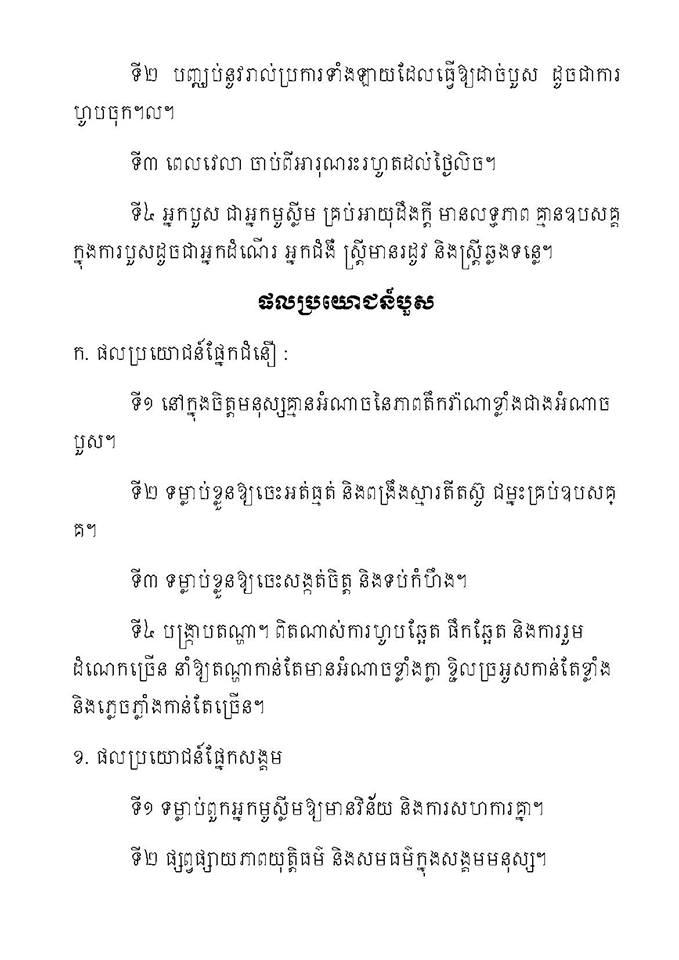 ទី២ បញ្ឈប់នូវរាល់ប្រការទាំងឡាយដែលធ្វើឱ្យដាច់បួស ដូចជាការ
ហូបចុក។ល។
ទី៣ ពេលវេលា ចាប់ពីអារុណរះរហូតដល់ថ្ងៃលិច។
ទី៤ អ្នកបួស ជាអ្នកម្ហូស្លីម គ្រប់អាយុដឹងក្តី មានលទ្ធភាព គ្មានឧបសគ្គ
ក្នុងការបួសដូចជាអ្នកដំណើរ អ្នកជំងឺ ស្ត្រីមានរដូវ និងស្ត្រីឆ្លងទន្លេ។
ផលប្រយោជន៍បួស
ក. ផលប្រយោជន៍ផ្នែកជំនឿ :
ទី១ នៅក្នុងចិត្តមនុស្សគ្មានអំណាចនៃភាពតឹកវ៉ាណាខ្លាំងជាងអំណាច
បួស។
ទី២ ទម្លាប់ខ្លួនឱ្យចេះអត់ធ្មត់ និងពង្រឹងស្មារតីតស៊ូ ជម្នះគ្រប់ឧបសគ្
គ។
ទី៣ ទម្លាប់ខ្លួនឱ្យចេះសង្កត់ចិត្ត និងទប់កំហឹង។
ទី៤ បង្ក្រាបតណ្ហា។ ពិតណាស់ការហូបឆ្អែត ផឹកឆ្អែត និងការរួម
ដំណេកច្រើន នាំឱ្យតណ្ហាកាន់តែមានអំណាចខ្លាំងក្លា ខ្ជិលច្រអូសកាន់តែខ្លាំង
និងភ្លេចភ្លាំងកាន់តែច្រើន។
ខ. ផលប្រយោជន៍ផ្នែកសង្គម
ទី១ ទម្លាប់ពួកអ្នកម្ហូស្លីមឱ្យមានវិន័យ និងការសហការគ្នា។
ទី២ ផ្សព្វផ្សាយភាពយុត្តិធម៌ និងសមធម៌ក្នុងសង្គមមនុស្ស។